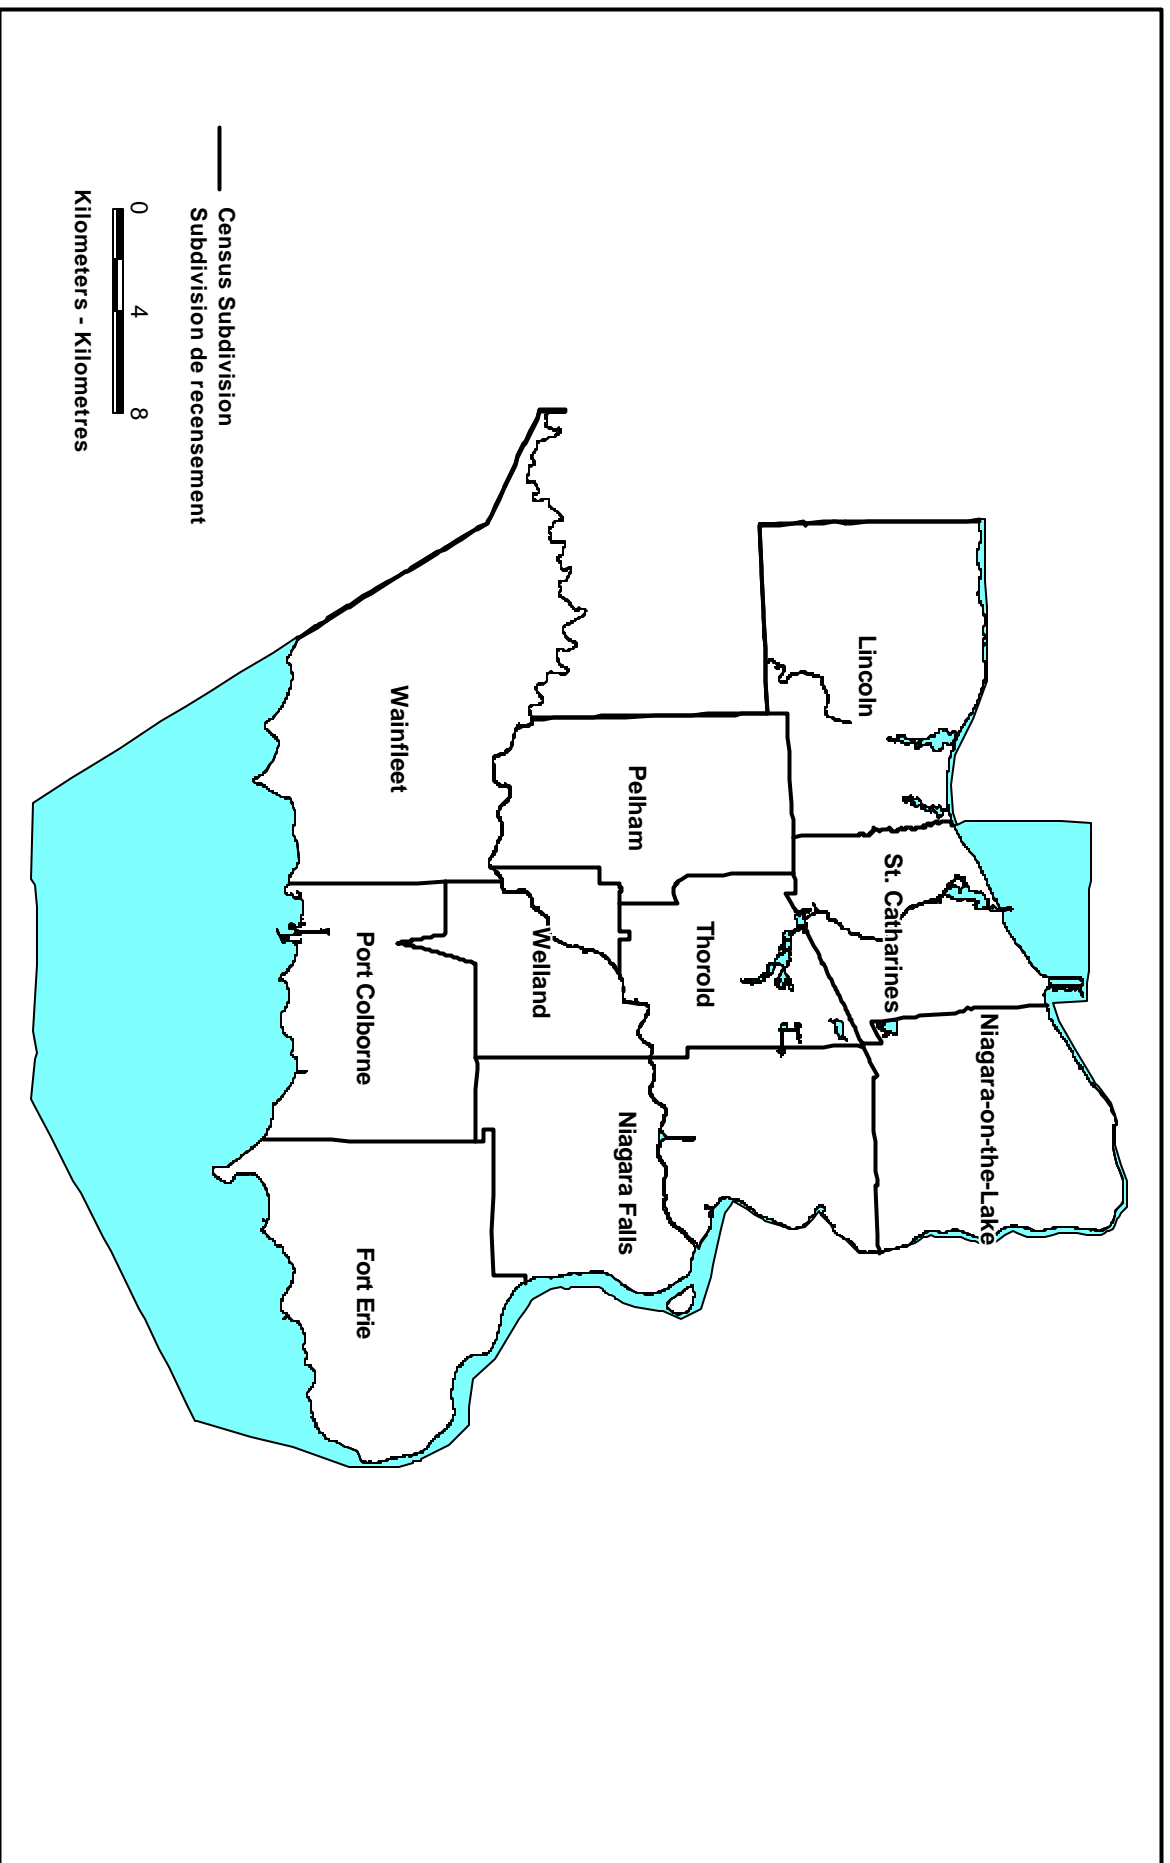 Niagara-on-the-Lake
St. Catharines
Lincoln
Thorold
Pelham
Niagara Falls
Welland
Wainfleet
Port Colborne
Fort Erie
Census Subdivision
Subdivision de recensement
0 4 8
Kilometers - Kilometres